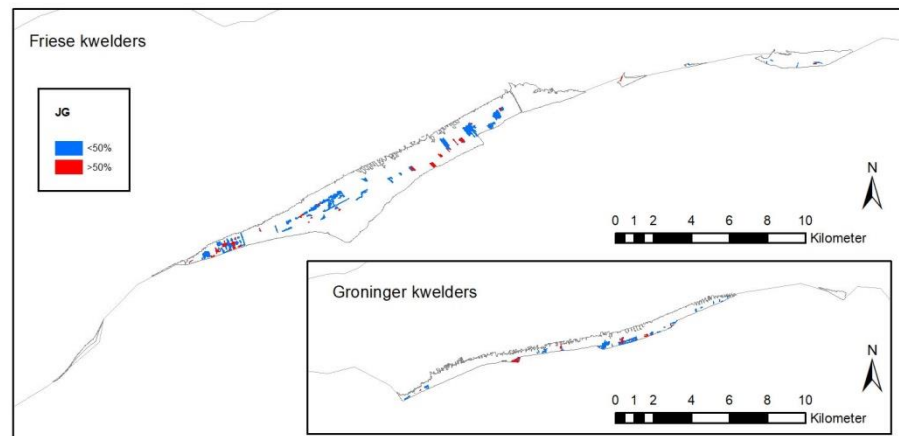 Friese kwelders
JG
<50%
>50%
N
0 1 2 4 6 8 10
Kilometer
Groninger kwelders
N
0 1 2 4 6 8 10
Kilometer